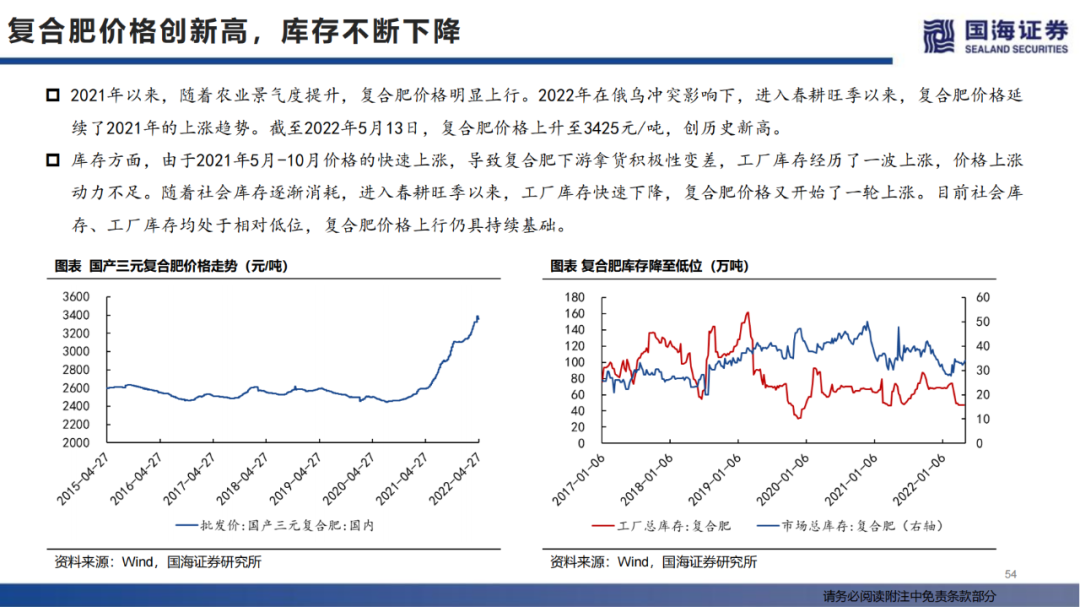 复合肥价格创新高，库存不断下降
国海证券
SEALAND SECURITIES
2021年以来，随着农业景气度提升，复合肥价格明显上行。2022年在俄乌冲突影响下，进入春耕旺季以来，复合肥价格延
续了2021年的上涨趋势。截至2022年5月13日，复合肥价格上升至3425元/吨，创历史新高。
库存方面，由于2021年5月-10月价格的快速上涨，导致复合肥下游拿货积极性变差，工厂库存经历了一波上涨，价格上涨
动力不足。随着社会库存逐渐消耗，进入春耕旺季以来，工厂库存快速下降，复合肥价格又开始了一轮上涨。目前社会库
存、工厂库存均处于相对低位，复合肥价格上行仍具持续基础。
图表 国产三元复合肥价格走势（元/吨）
3600
3400
3200
3000
2800
2600
2400
2200
2000
2015-04-27
2016-04-27
2017-04-27
2018-04-27
2019-04-27
2020-04-27
2021-04-27
2022-04-27
批发价:国产三元复合肥:国内
资料来源：Wind，国海证券研究所
图表 复合肥库存降至低位（万吨）
180
160
140
120
100
80
60
40
20
0
60
50
40
30
20
10
0
2017-01-06
2018-01-06
2019-01-06
2020-01-06
2021-01-06
2022-01-06
工厂总库存:复合肥
市场总库存:复合肥（右轴）
资料来源：Wind，国海证券研究所
54
请务必阅读附注中免责条款部分